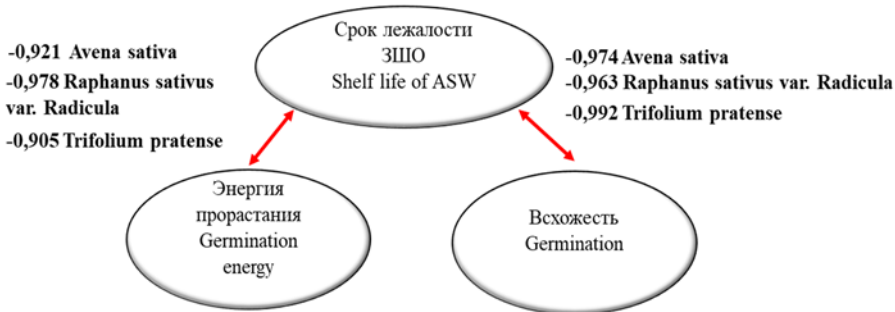 Срок лежалости
ЗШО
Shelf life of ASW
-0,921 Avena sativa
-0,978 Raphanus sativus
var. Radicula
-0,905 Trifolium pratense
-0,974 Avena sativa
-0,963 Raphanus sativus var. Radicula
-0,992 Trifolium pratense
Энергия
прорастания
Germination
energy
Всхожесть
Germination